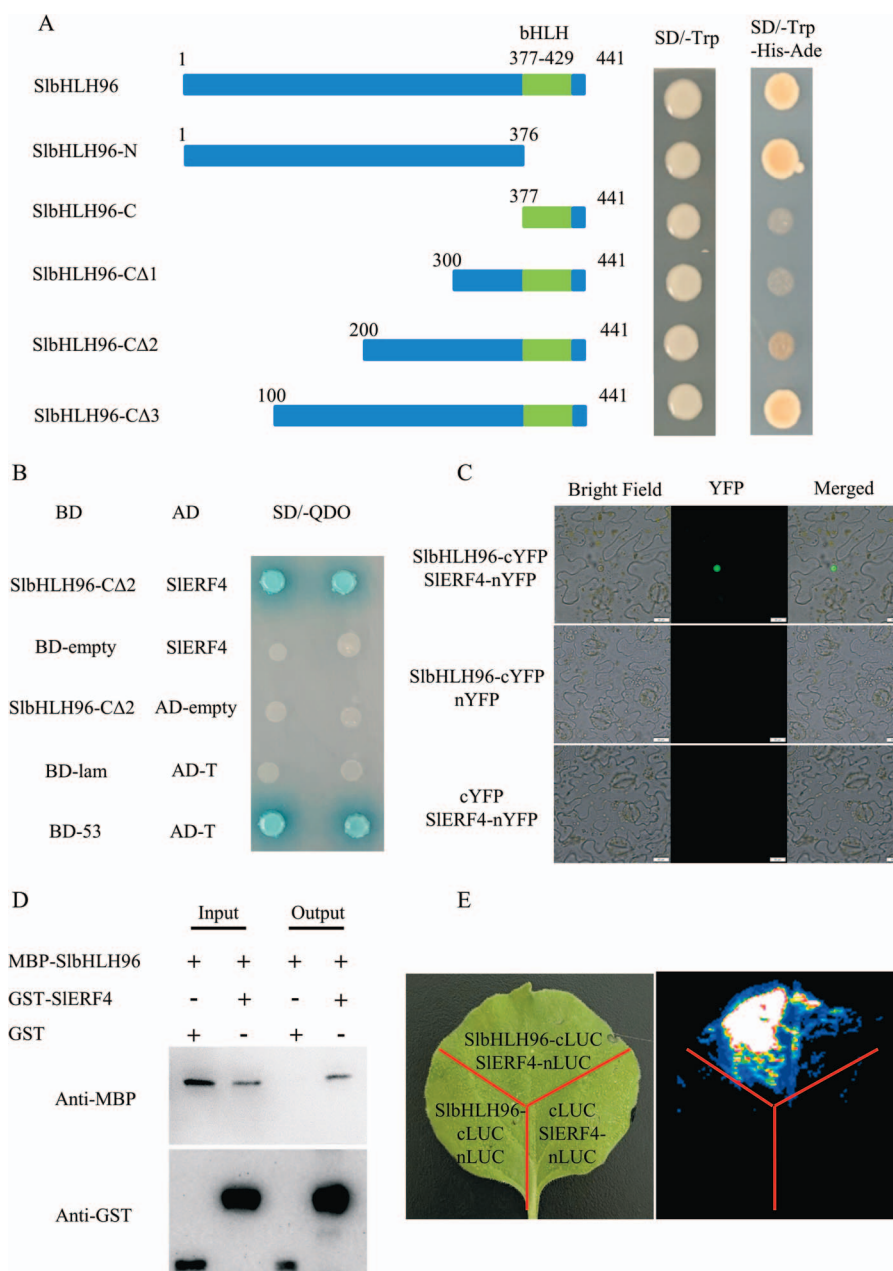 A
bHLH
1
377-429
441
SD/-Trp
SD/-Trp
-His-Ade
SlbHLH96
1
376
SlbHLH96-N
377
441
SlbHLH96-C
300
441
SlbHLH96-CΔ1
200
441
SlbHLH96-CΔ2
100
441
SlbHLH96-CΔ3
B
BD
AD
SD/-QDO
SlbHLH96-CΔ2
SlERF4
BD-empty
SlERF4
SlbHLH96-CΔ2
AD-empty
BD-lam
AD-T
BD-53
AD-T
C
Bright Field
YFP
Merged
SlbHLH96-cYFP
SlERF4-nYFP
SlbHLH96-cYFP
nYFP
cYFP
SlERF4-nYFP
D
Input
Output
MBP-SlbHLH96
+ + + +
GST-SlERF4
- + - +
GST
+ - + -
Anti-MBP
Anti-GST
E
SlbHLH96-cLUC
SlERF4-nLUC
SlbHLH96-
cLUC
nLUC
cLUC
SlERF4-
nLUC